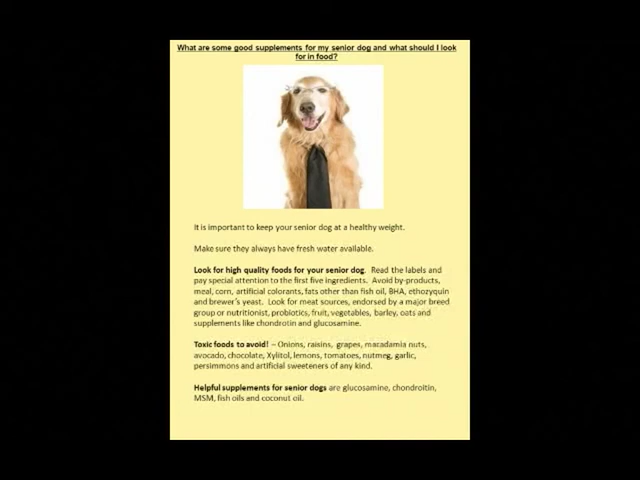 What are some good supplements for my senior dog and what should I look
for in food?
It is important to keep your senior dog at a healthy weight.
Make sure they always have fresh water available.
Look for high quality foods for your senior dog. Read the labels and
pay special attention to the first five ingredients. Avoid by-products,
meal, corn, artificial colorants, fats other than fish oil, BHA, ethozyquin
and brewer's yeast. Look for meat sources, endorsed by a major breed
group or nutritionist, probiotics, fruit, vegetables, barley, oats and
supplements like chondrotin and glucosamine.
Toxic foods to avoid! – Onions, raisins, grapes, macadamia nuts,
avocado, chocolate, Xylitol, lemons, tomatoes, nutmeg, garlic,
persimmons and artificial sweeteners of any kind.
Helpful supplements for senior dogs are glucosamine, chondroitin,
MSM, fish oils and coconut oil.